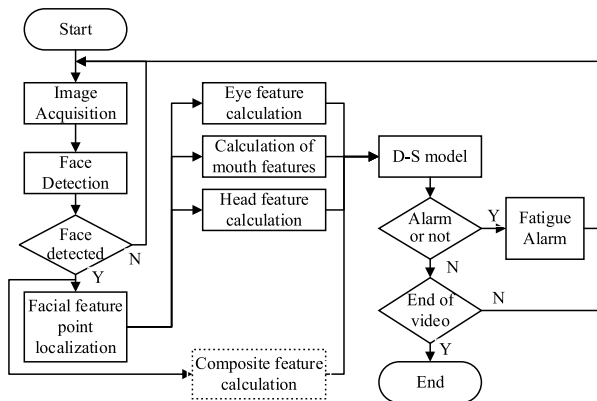 Start
Image
Acquisition
Face
Detection
Face
detected
N
Y
Facial feature
point
localization
Eye feature
calculation
Calculation of
mouth features
Head feature
calculation
Composite feature
calculation
D-S model
Alarm
or not
Y
Fatigue
Alarm
N
End of
video
N
Y
End